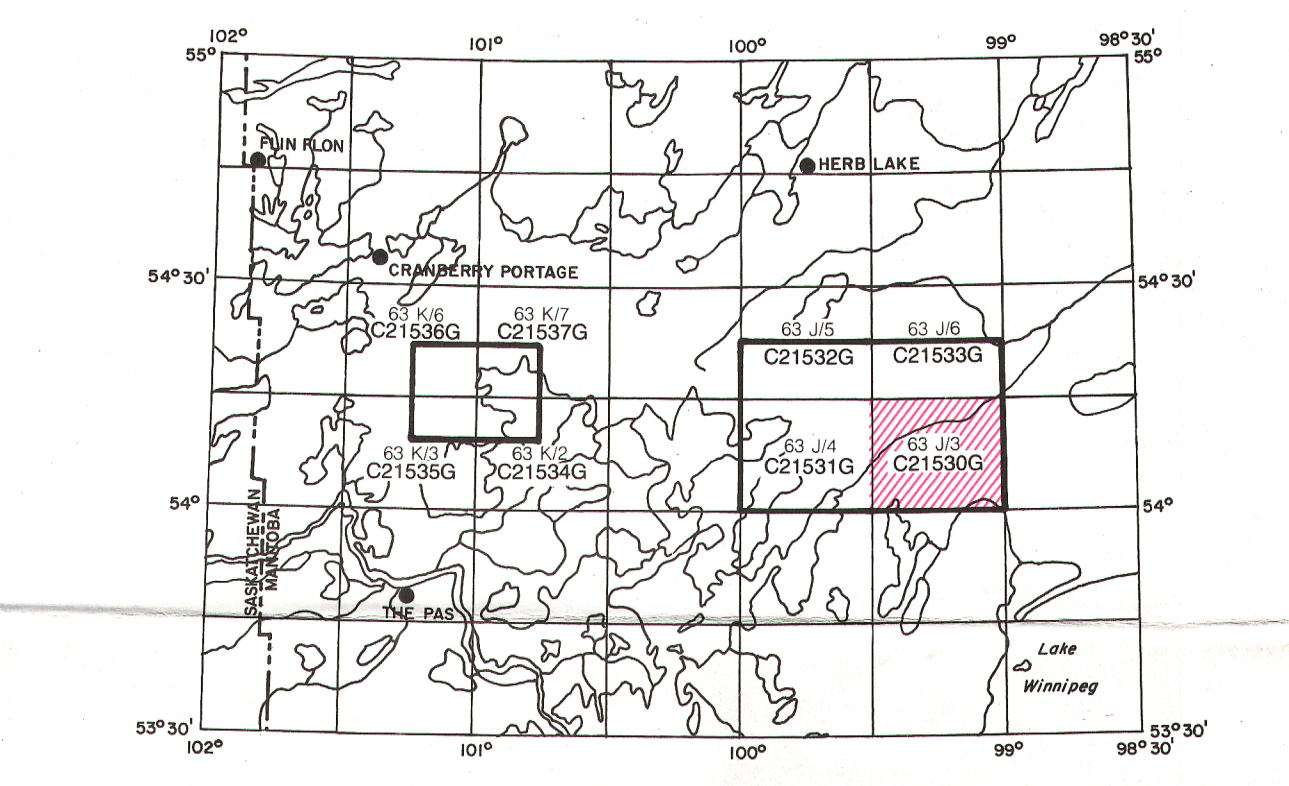 102°
101°
100°
99°
98°30'
55°
55°
FLIN FLON
HERB LAKE
CRANBERRY PORTAGE
54°30'
54°30'
63 K/6
C21536G
63 K/7
C21537G
63 J/5
C21532G
63 J/6
C21533G
63 K/3
C21535G
63 K/2
C21534G
63 J/4
C21531G
63 J/3
C21530G
54°
54°
SASKATCHEWAN
MANITOBA
THE PAS
Lake
Winnipeg
53°30'
53°30'
102°
101°
100°
99°
98°30'